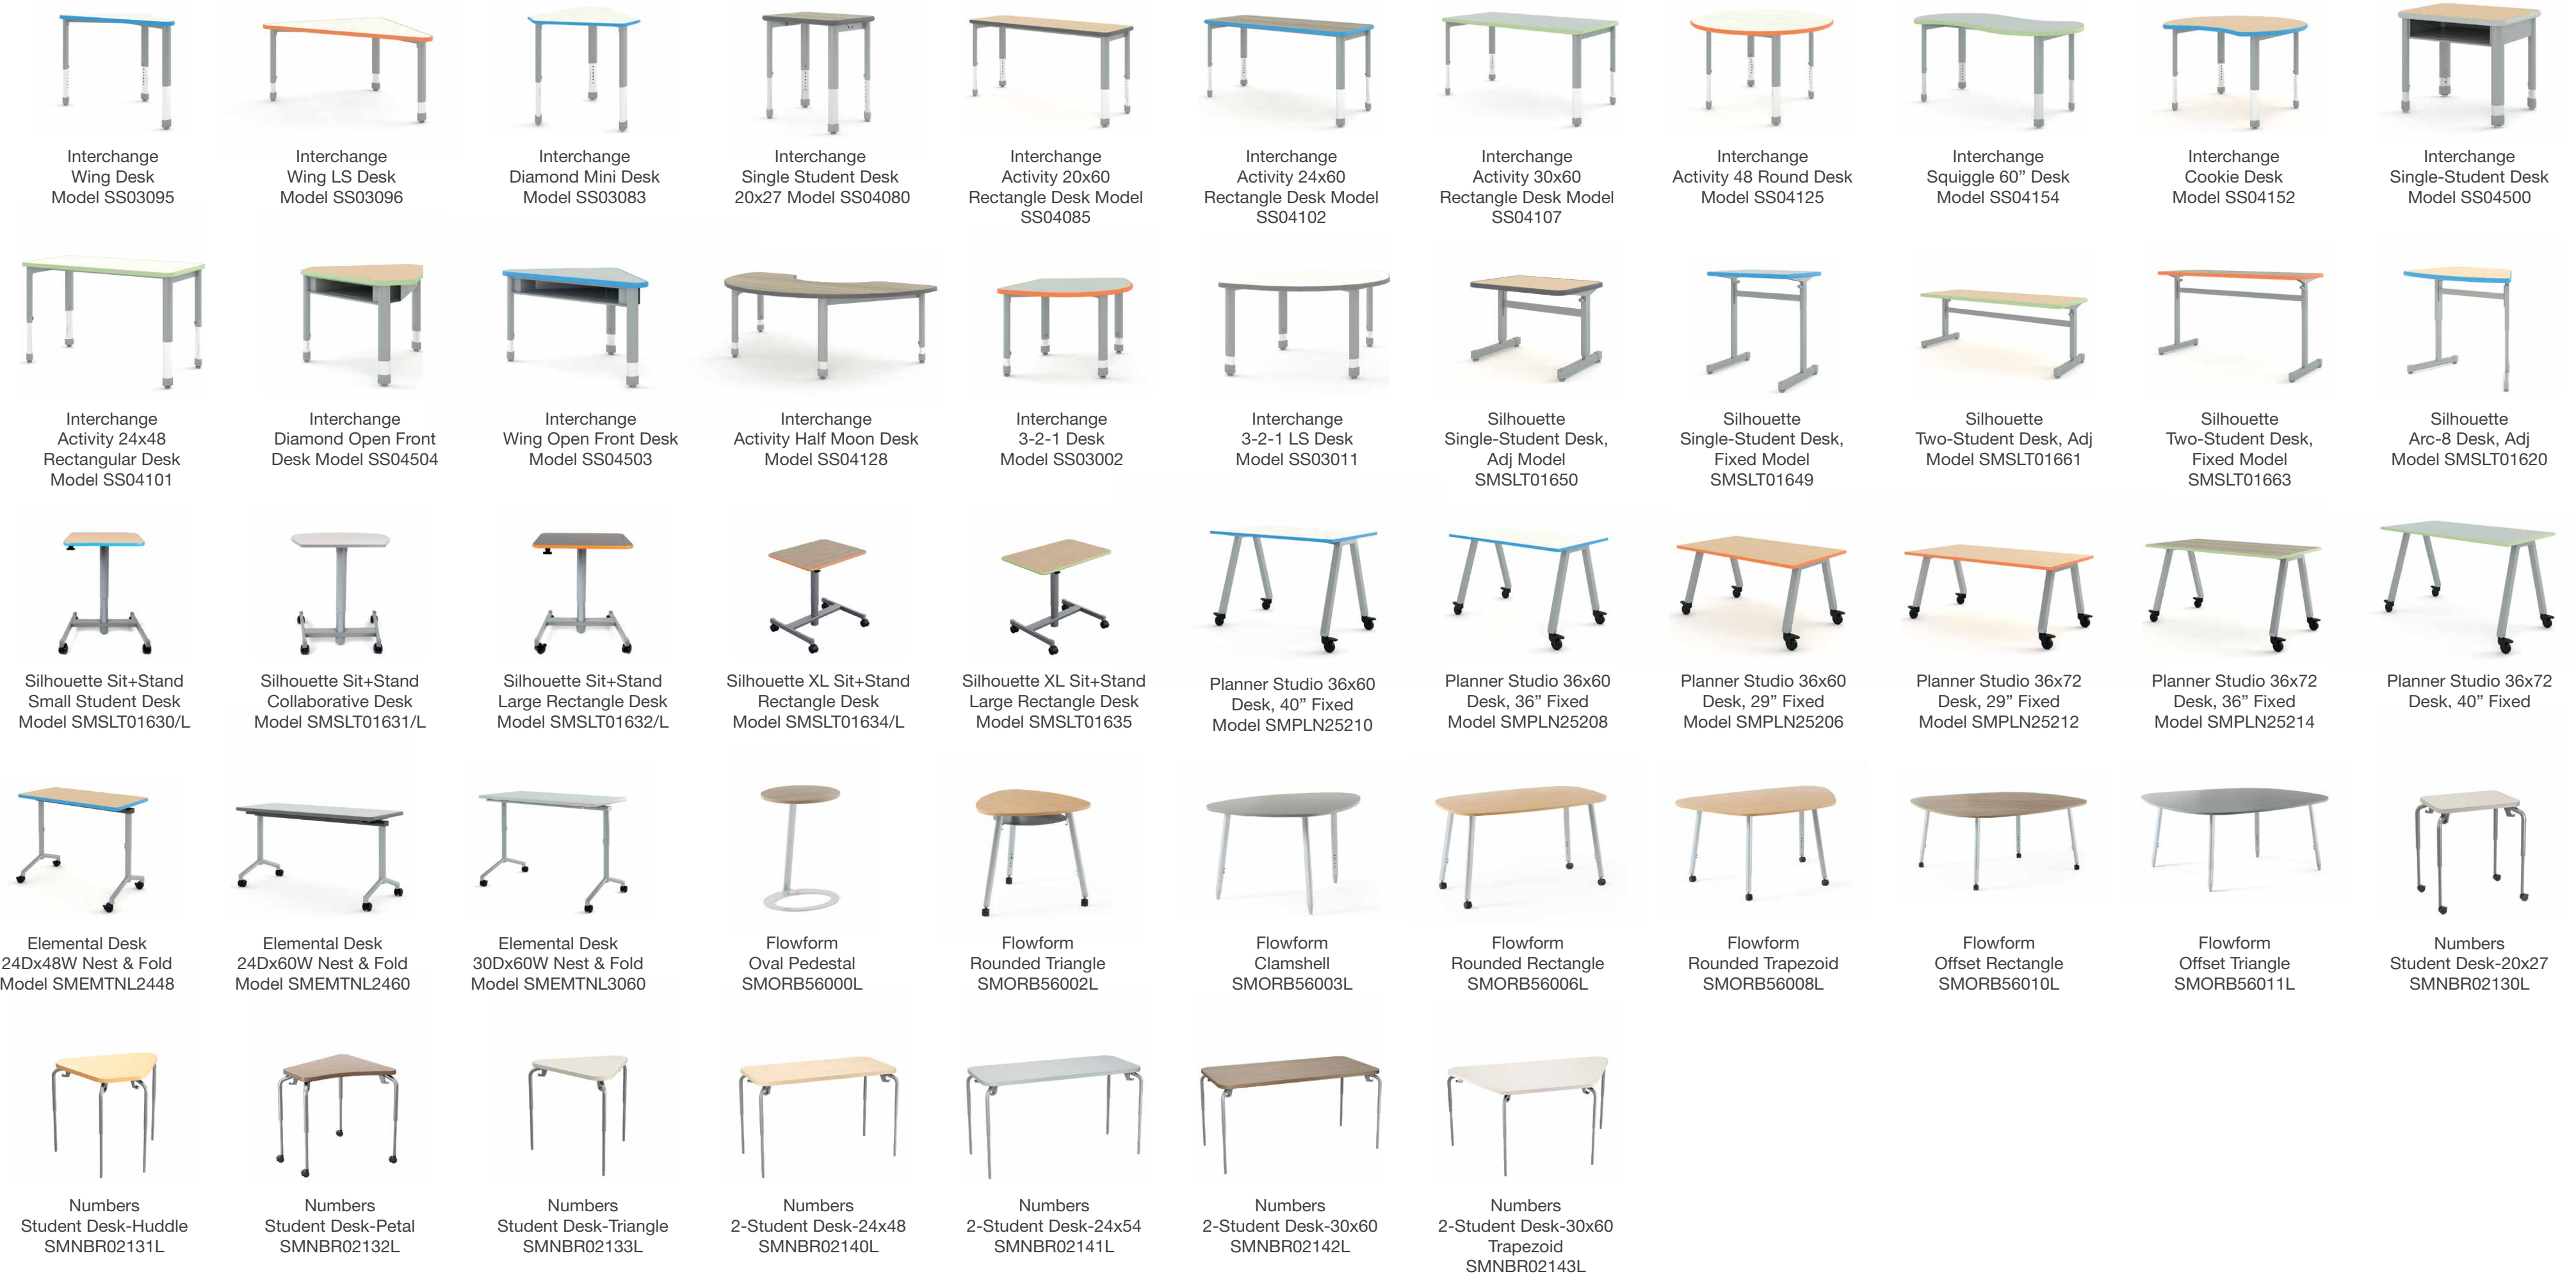 Interchange
Wing Desk
Model SS03095
Interchange
Wing LS Desk
Model SS03096
Interchange
Diamond Mini Desk
Model SS03083
Interchange
Single Student Desk
20x27 Model SS04080
Interchange
Activity 20x60
Rectangle Desk Model
SS04085
Interchange
Activity 24x60
Rectangle Desk Model
SS04102
Interchange
Activity 30x60
Rectangle Desk Model
SS04107
Interchange
Activity 48 Round Desk
Model SS04125
Interchange
Squiggle 60” Desk
Model SS04154
Interchange
Cookie Desk
Model SS04152
Interchange
Single-Student Desk
Model SS04500
Interchange
Activity 24x48
Rectangular Desk
Model SS04101
Interchange
Diamond Open Front
Desk Model SS04504
Interchange
Wing Open Front Desk
Model SS04503
Interchange
Activity Half Moon Desk
Model SS04128
Interchange
3-2-1 Desk
Model SS03002
Interchange
3-2-1 LS Desk
Model SS03011
Silhouette
Single-Student Desk,
Adj Model
SMSLT01650
Silhouette
Single-Student Desk,
Fixed Model
SMSLT01649
Silhouette
Two-Student Desk, Adj
Model SMSLT01661
Silhouette
Two-Student Desk,
Fixed Model
SMSLT01663
Silhouette
Arc-8 Desk, Adj
Model SMSLT01620
Silhouette Sit+Stand
Small Student Desk
Model SMSLT01630/L
Silhouette Sit+Stand
Collaborative Desk
Model SMSLT01631/L
Silhouette Sit+Stand
Large Rectangle Desk
Model SMSLT01632/L
Silhouette XL Sit+Stand
Rectangle Desk
Model SMSLT01634/L
Silhouette XL Sit+Stand
Large Rectangle Desk
Model SMSLT01635
Planner Studio 36x60
Desk, 40” Fixed
Model SMPLN25210
Planner Studio 36x60
Desk, 36” Fixed
Model SMPLN25208
Planner Studio 36x60
Desk, 29” Fixed
Model SMPLN25206
Planner Studio 36x72
Desk, 29” Fixed
Model SMPLN25212
Planner Studio 36x72
Desk, 36” Fixed
Model SMPLN25214
Planner Studio 36x72
Desk, 40” Fixed
Elemental Desk
24Dx48W Nest & Fold
Model SMEMTNL2448
Elemental Desk
24Dx60W Nest & Fold
Model SMEMTNL2460
Elemental Desk
30Dx60W Nest & Fold
Model SMEMTNL3060
Flowform
Oval Pedestal
SMORB56000L
Flowform
Rounded Triangle
SMORB56002L
Flowform
Clamshell
SMORB56003L
Flowform
Rounded Rectangle
SMORB56006L
Flowform
Rounded Trapezoid
SMORB56008L
Flowform
Offset Rectangle
SMORB56010L
Flowform
Offset Triangle
SMORB56011L
Numbers
Student Desk-20x27
SMNBR02130L
Numbers
Student Desk-Huddle
SMNBR02131L
Numbers
Student Desk-Petal
SMNBR02132L
Numbers
Student Desk-Triangle
SMNBR02133L
Numbers
2-Student Desk-24x48
SMNBR02140L
Numbers
2-Student Desk-24x54
SMNBR02141L
Numbers
2-Student Desk-30x60
SMNBR02142L
Numbers
2-Student Desk-30x60
Trapezoid
SMNBR02143L